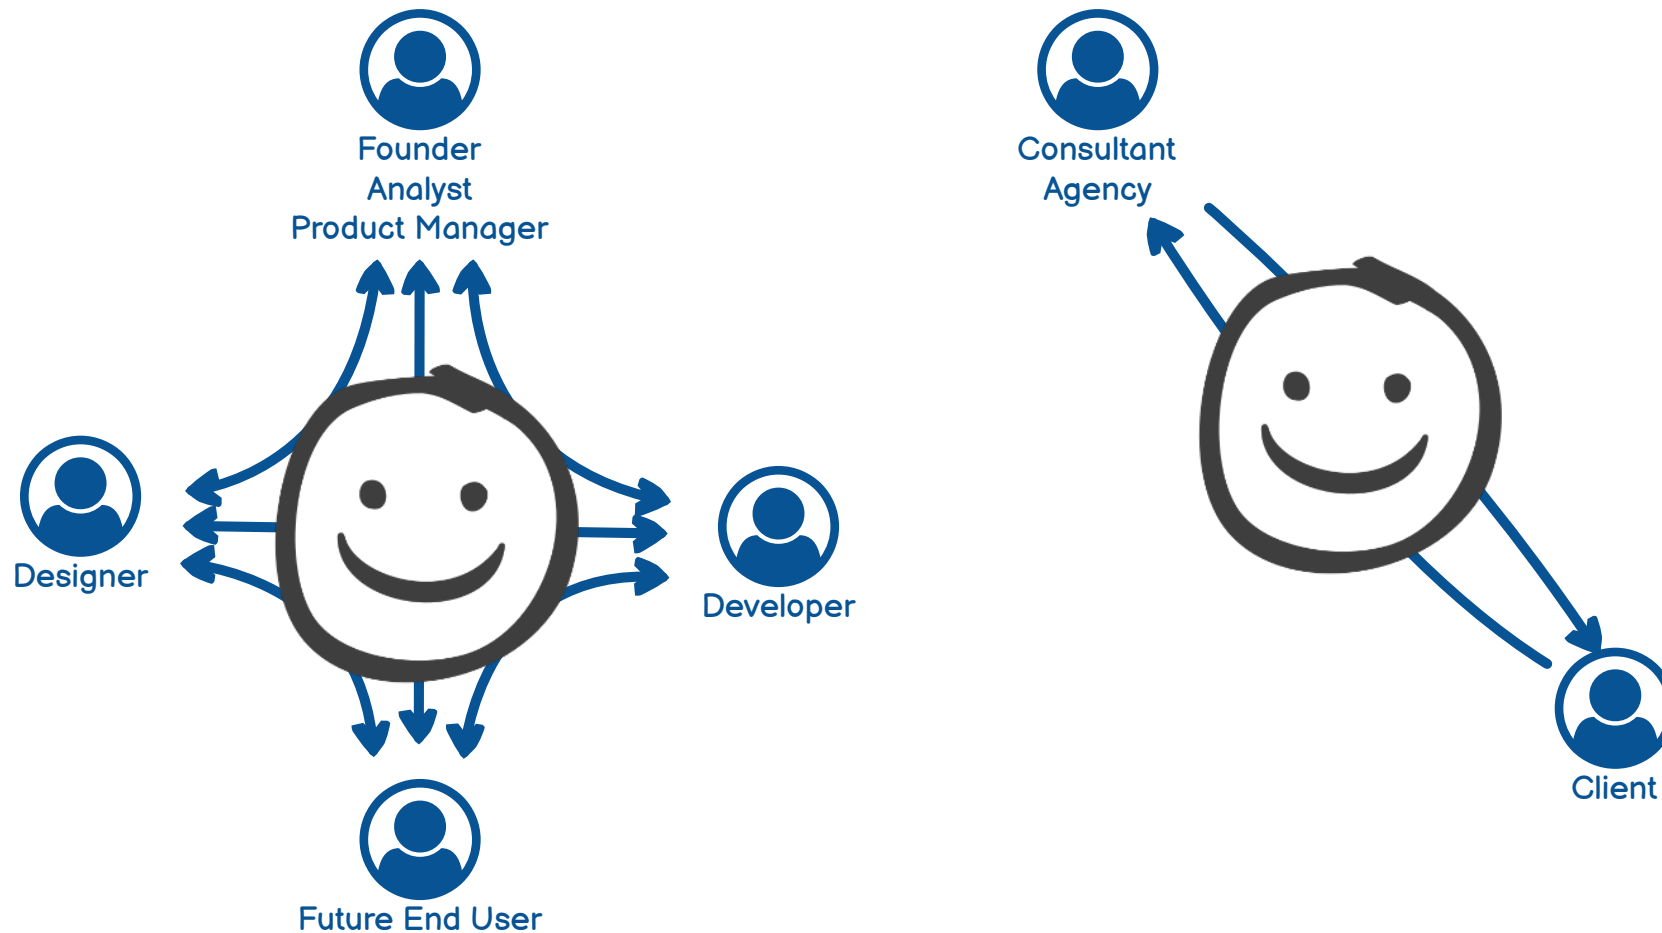 Founder
Analyst
Product Manager
Designer
Developer
Future End User
Consultant
Agency
Client